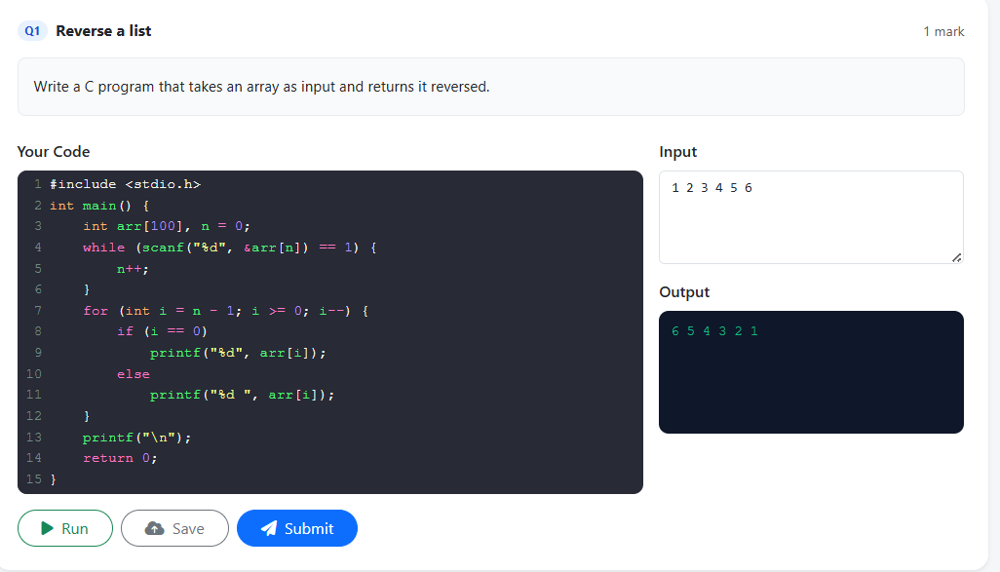 Q1 Reverse a list 1 mark
Write a C program that takes an array as input and returns it reversed.
Your Code
1 #include <stdio.h>
2 int main() {
3     int arr[100], n = 0;
4     while (scanf("%d", &arr[n]) == 1) {
5         n++;
6     }
7     for (int i = n - 1; i >= 0; i--) {
8         if (i == 0)
9             printf("%d", arr[i]);
10         else
11             printf("%d ", arr[i]);
12     }
13     printf("\n");
14     return 0;
15 }
Input
1 2 3 4 5 6
Output
6 5 4 3 2 1
Run Save Submit